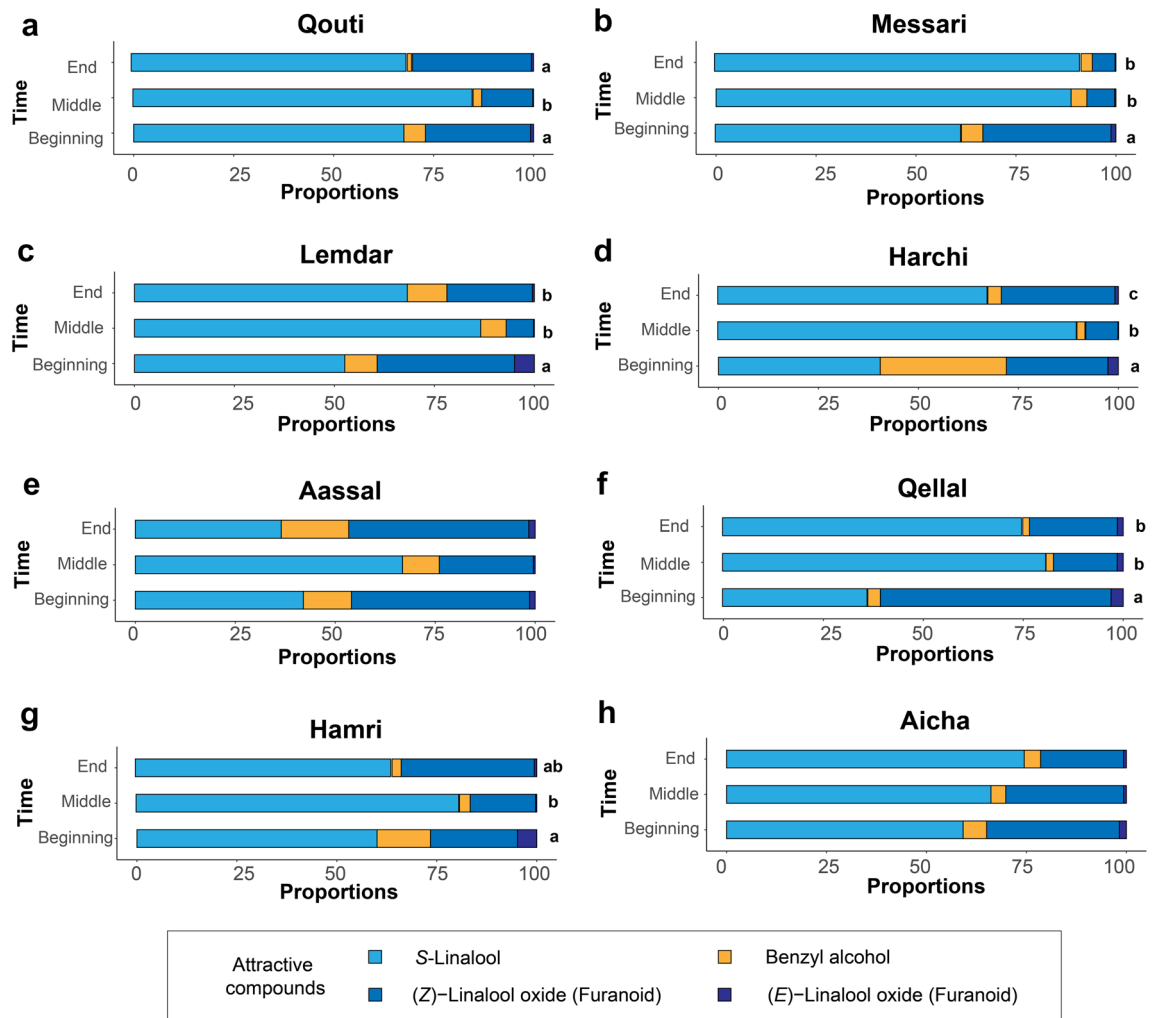 a
Qouti
Time
End
a
Middle
b
Beginning
a
0 25 50 75 100
Proportions
b
Messari
Time
End
b
Middle
b
Beginning
a
0 25 50 75 100
Proportions
c
Lemdar
Time
End
b
Middle
b
Beginning
a
0 25 50 75 100
Proportions
d
Harchi
Time
End
c
Middle
b
Beginning
a
0 25 50 75 100
Proportions
e
Aassal
Time
End
Middle
Beginning
0 25 50 75 100
Proportions
f
Qellal
Time
End
b
Middle
b
Beginning
a
0 25 50 75 100
Proportions
g
Hamri
Time
End
ab
Middle
b
Beginning
a
0 25 50 75 100
Proportions
h
Aicha
Time
End
Middle
Beginning
0 25 50 75 100
Proportions
Attractive
compounds
S-Linalool
Benzyl alcohol
(Z)−Linalool oxide (Furanoid)
(E)−Linalool oxide (Furanoid)